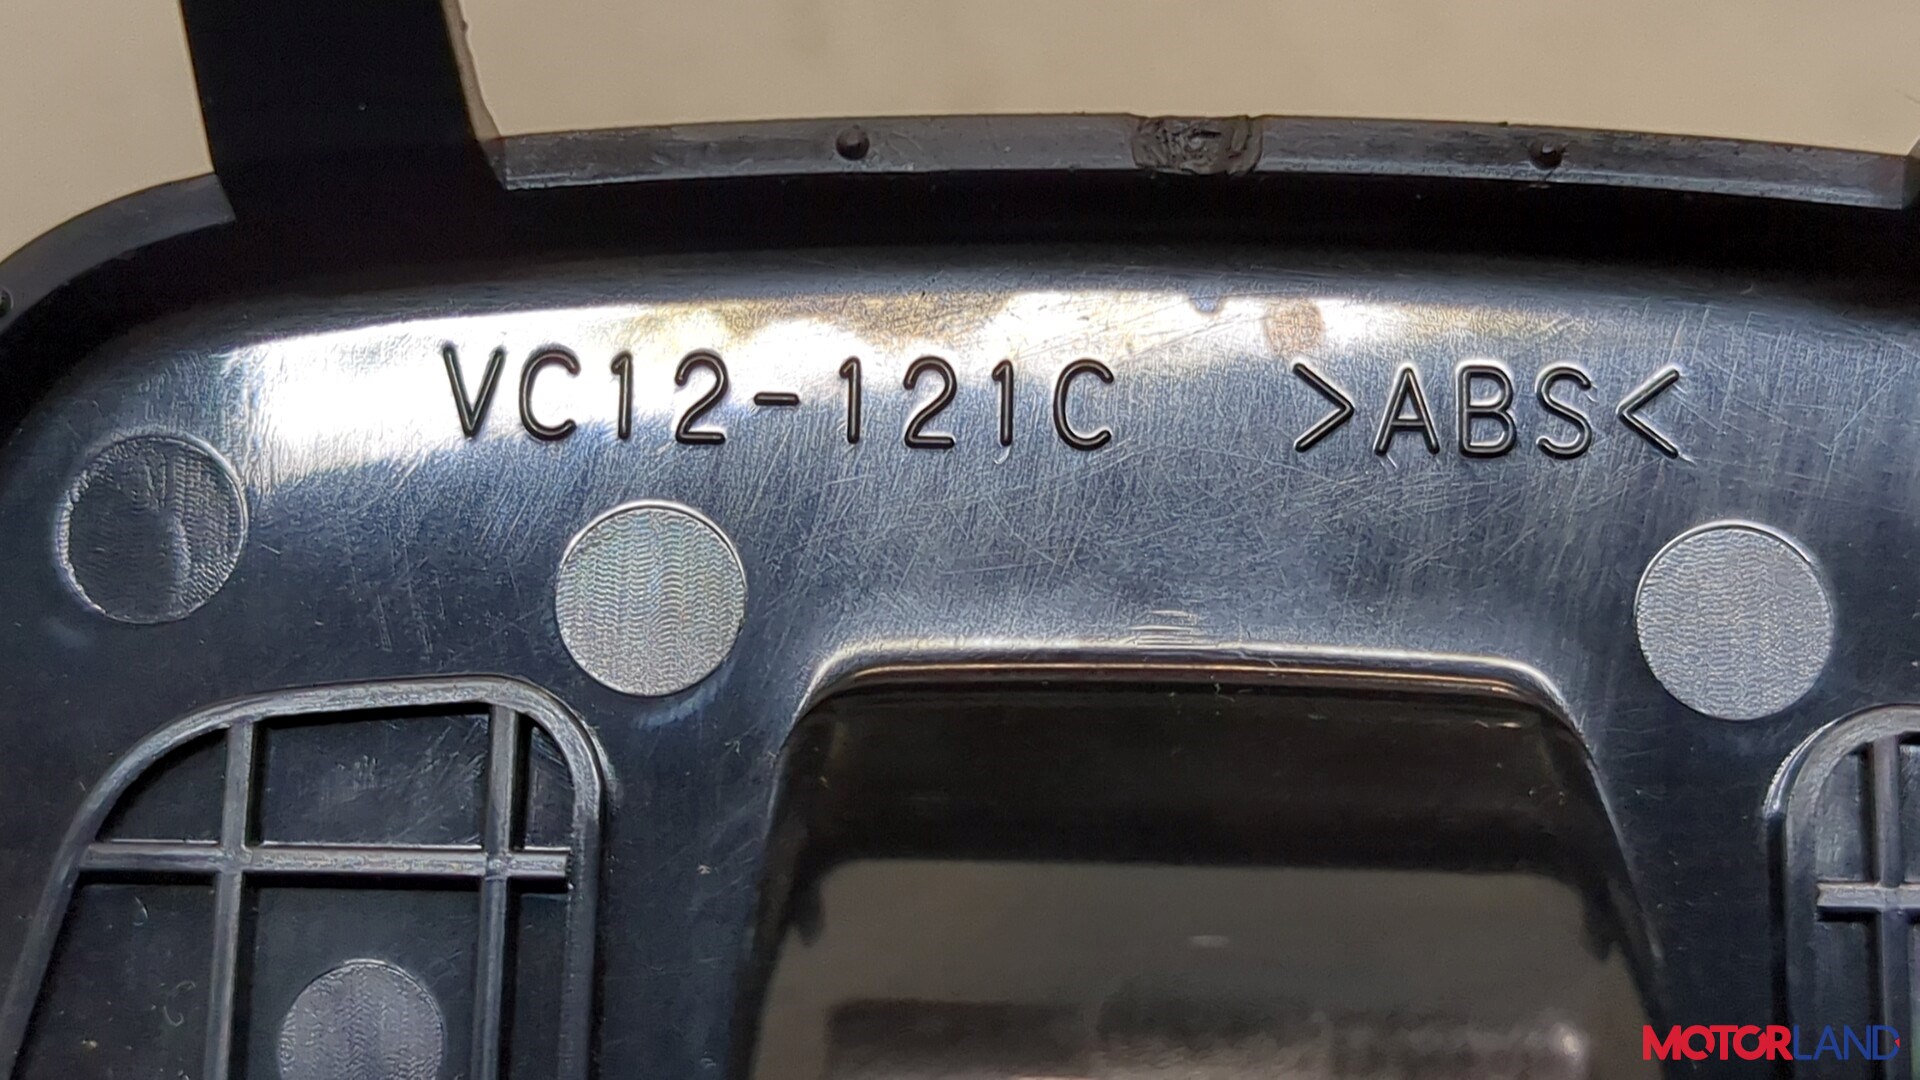 VC12-121C >ABS<
MOTORLAND